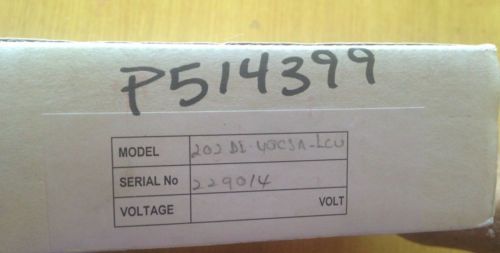 P514399
MODEL
SERIAL No 229014
VOLTAGE VOLT